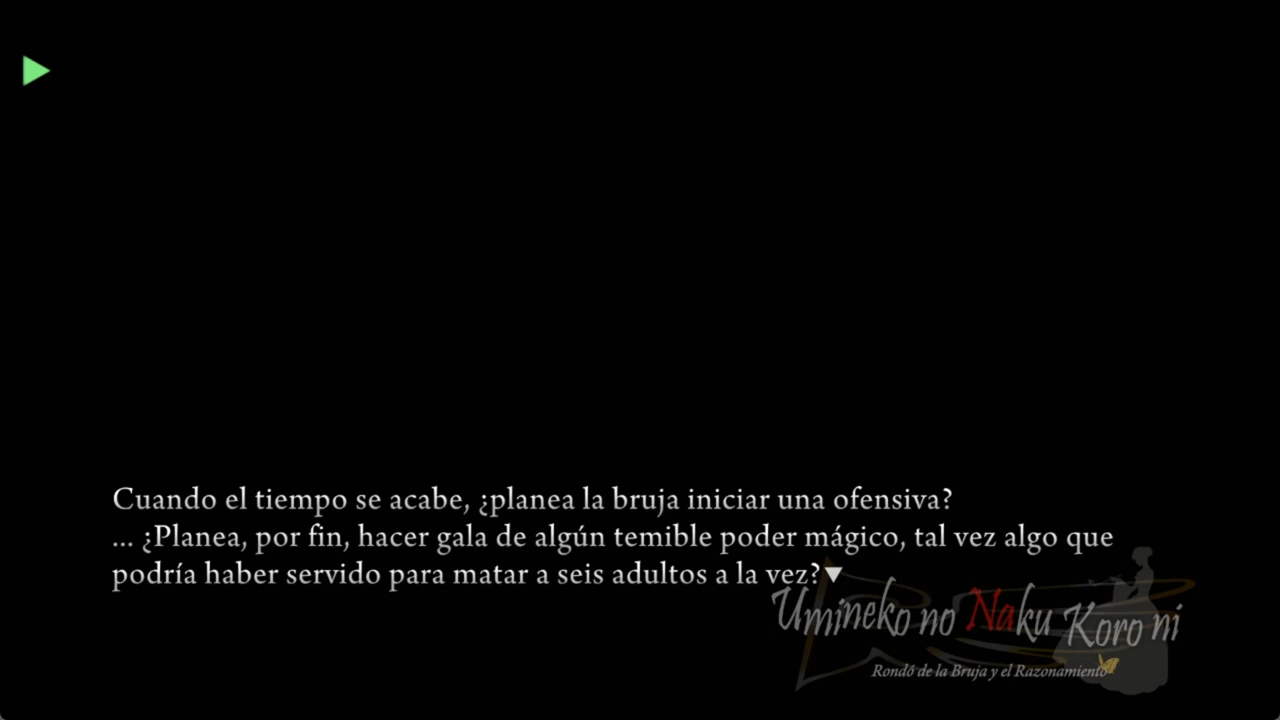 Cuando el tiempo se acabe, ¿planea la bruja iniciar una ofensiva?
... ¿Planea, por fin, hacer gala de algún temible poder mágico, tal vez algo que
podría haber servido para matar a seis adultos a la vez?
Umineko no Naku Koro ni
Rondó de la Bruja y el Razonamiento